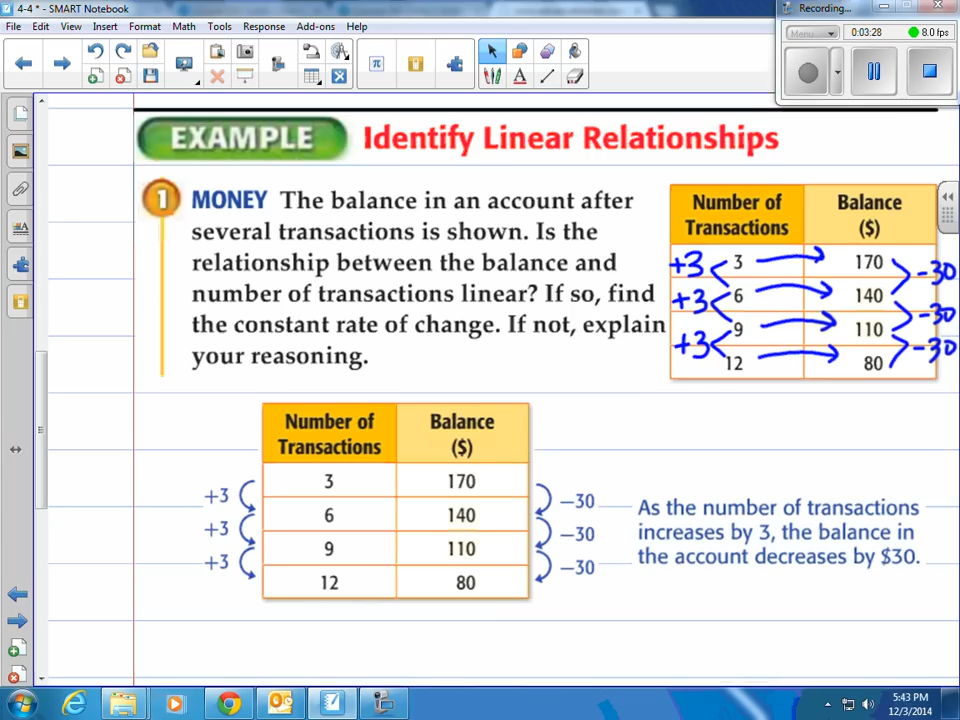 4-4 * - SMART Notebook
Recording...
File Edit View Insert Format Math Tools Response Add-ons Help
Menu 0:03:28 8.0 fps
EXAMPLE Identify Linear Relationships
1 MONEY The balance in an account after
several transactions is shown. Is the
relationship between the balance and
number of transactions linear? If so, find
the constant rate of change. If not, explain
your reasoning.
Number of Balance
Transactions ($)
+3 3 170 -30
+3 6 140 -30
+3 9 110 -30
12 80
Number of Balance
Transactions ($)
3 170
+3 -30
6 140
+3 -30
9 110
+3 -30
12 80
As the number of transactions
increases by 3, the balance in
the account decreases by $30.
5:43 PM
12/3/2014